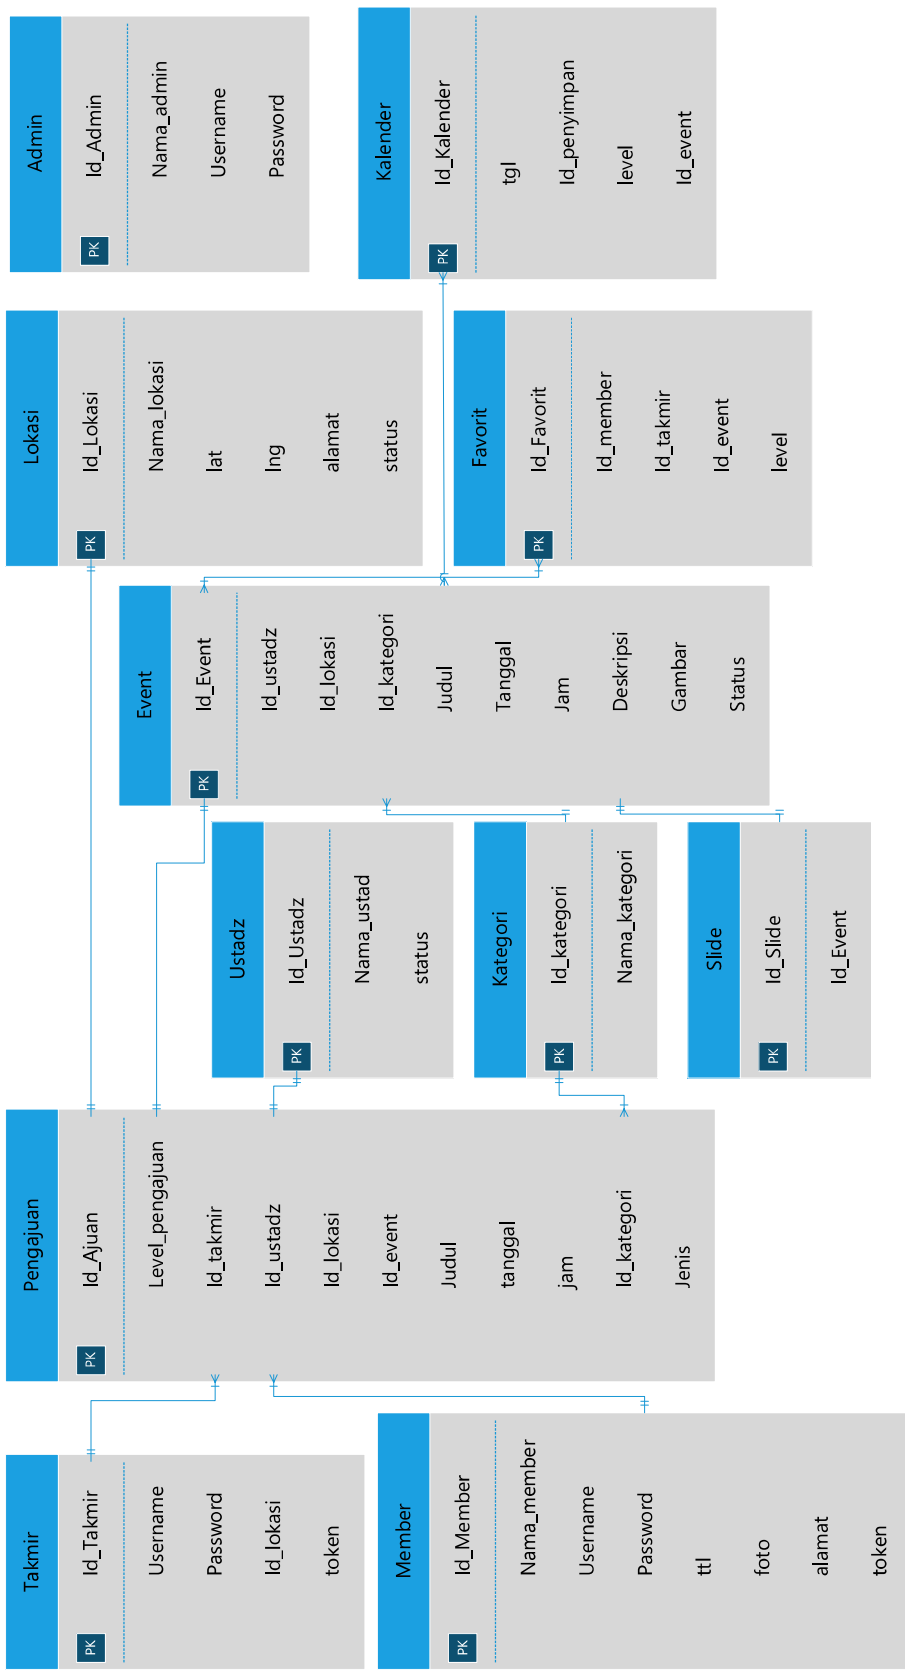 Takmir
PK
Id_Takmir
Username
Password
Id_lokasi
token
Member
PK
Id_Member
Nama_member
Username
Password
ttl
foto
alamat
token
Pengajuan
PK
Id_Ajuan
Level_pengajuan
Id_takmir
Id_ustadz
Id_lokasi
Id_event
Judul
tanggal
jam
Id_kategori
Jenis
Ustadz
PK
Id_Ustadz
Nama_ustad
status
Kategori
PK
Id_kategori
Nama_kategori
Slide
PK
Id_Slide
Id_Event
Event
PK
Id_Event
Id_ustadz
Id_lokasi
Id_kategori
Judul
Tanggal
Jam
Deskripsi
Gambar
Status
Lokasi
PK
Id_Lokasi
Nama_lokasi
lat
lng
alamat
status
Favorit
PK
Id_Favorit
Id_member
Id_takmir
Id_event
level
Admin
PK
Id_Admin
Nama_admin
Username
Password
Kalender
PK
Id_Kalender
tgl
Id_penyimpan
level
Id_event